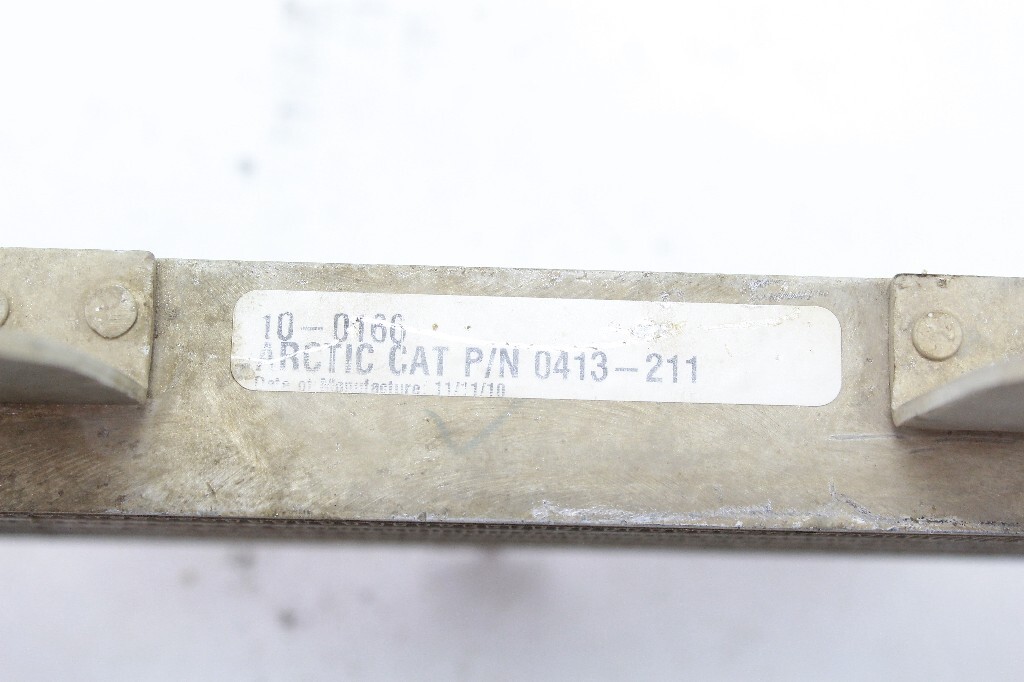 10-0166
ARCTIC CAT P/N 0413-211
Date of Manufacture: 11/11/10